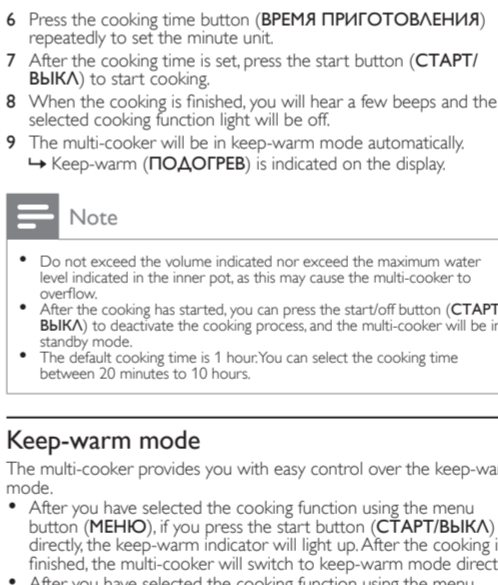 6 Press the cooking time button (ВРЕМЯ ПРИГОТОВЛЕНИЯ)
repeatedly to set the minute unit.
7 After the cooking time is set, press the start button (СТАРТ/
ВЫКЛ) to start cooking.
8 When the cooking is finished, you will hear a few beeps and the
selected cooking function light will be off.
9 The multi-cooker will be in keep-warm mode automatically.
↳ Keep-warm (ПОДОГРЕВ) is indicated on the display.
Note
• Do not exceed the volume indicated nor exceed the maximum water
level indicated in the inner pot, as this may cause the multi-cooker to
overflow.
• After the cooking has started, you can press the start/off button (СТАРТ
ВЫКЛ) to deactivate the cooking process, and the multi-cooker will be in
standby mode.
• The default cooking time is 1 hour. You can select the cooking time
between 20 minutes to 10 hours.
Keep-warm mode
The multi-cooker provides you with easy control over the keep-wa
mode.
• After you have selected the cooking function using the menu
button (МЕНЮ), if you press the start button (СТАРТ/ВЫКЛ)
directly, the keep-warm indicator will light up. After the cooking i
finished, the multi-cooker will switch to keep-warm mode direct
• After you have selected the cooking function using the menu